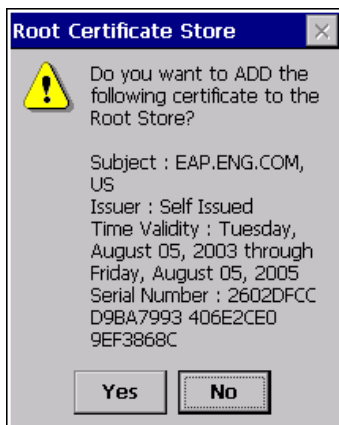 Root Certificate Store
Do you want to ADD the
following certificate to the
Root Store?
Subject : EAP.ENG.COM,
US
Issuer : Self Issued
Time Validity : Tuesday,
August 05, 2003 through
Friday, August 05, 2005
Serial Number : 2602DFCC
D9BA7993 406E2CE0
9EF3868C
Yes No